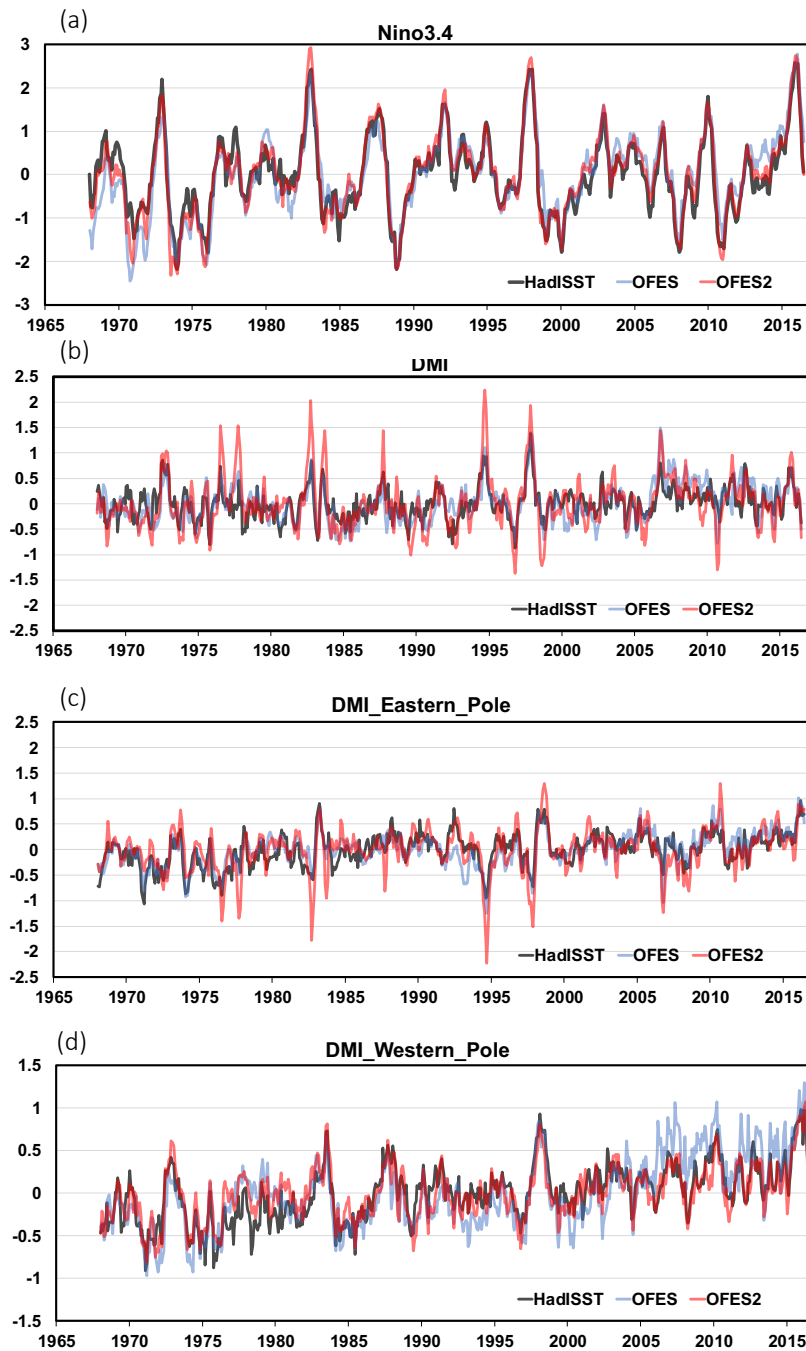 (a)
Nino3.4
3
2
1
0
-1
-2
-3
HadISST OFES OFES2
1965 1970 1975 1980 1985 1990 1995 2000 2005 2010 2015
(b)
DMI
2.5
2
1.5
1
0.5
0
-0.5
-1
-1.5
-2
-2.5
HadISST OFES OFES2
1965 1970 1975 1980 1985 1990 1995 2000 2005 2010 2015
(c)
DMI_Eastern_Pole
2.5
2
1.5
1
0.5
0
-0.5
-1
-1.5
-2
-2.5
HadISST OFES OFES2
1965 1970 1975 1980 1985 1990 1995 2000 2005 2010 2015
(d)
DMI_Western_Pole
1.5
1
0.5
0
-0.5
-1
-1.5
HadISST OFES OFES2
1965 1970 1975 1980 1985 1990 1995 2000 2005 2010 2015